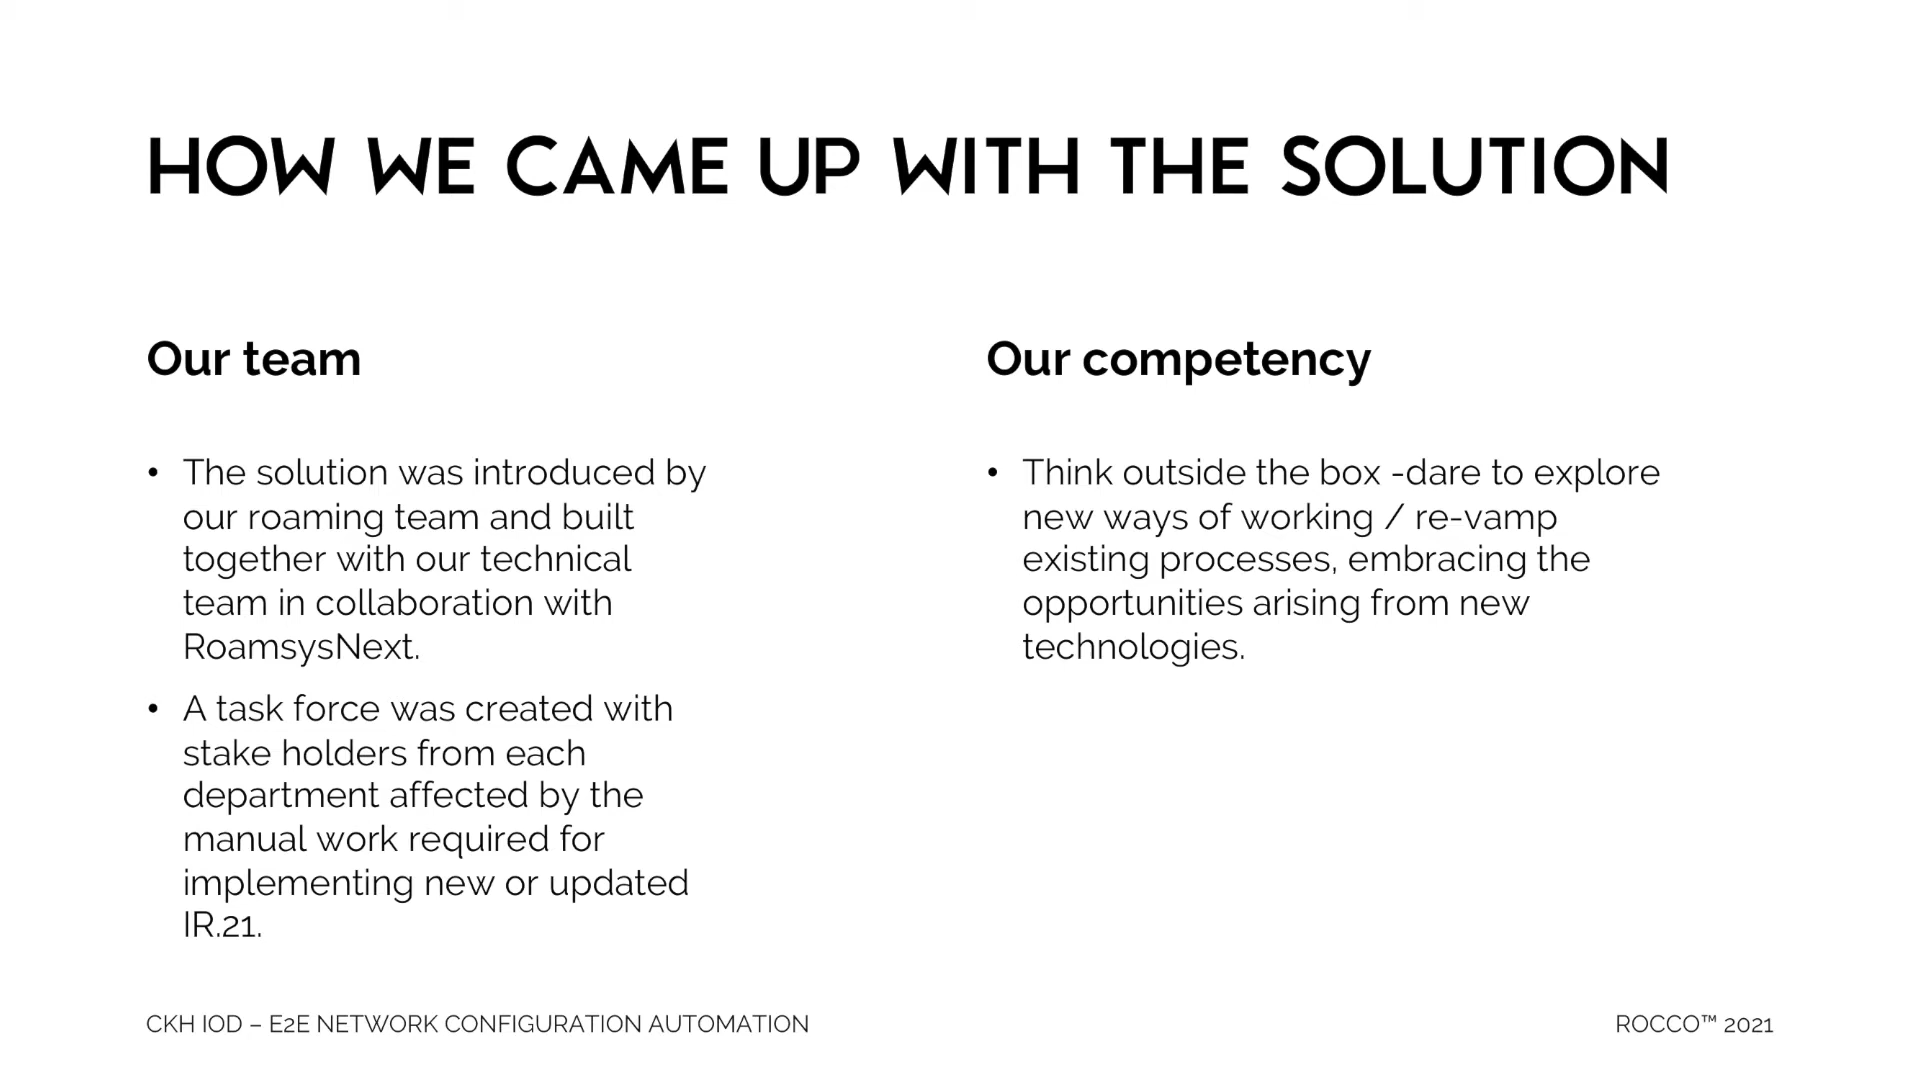 HOW WE CAME UP WITH THE SOLUTION
Our team
• The solution was introduced by
our roaming team and built
together with our technical
team in collaboration with
RoamsysNext.
• A task force was created with
stake holders from each
department affected by the
manual work required for
implementing new or updated
IR.21.
Our competency
• Think outside the box -dare to explore
new ways of working / re-vamp
existing processes, embracing the
opportunities arising from new
technologies.
CKH IOD – E2E NETWORK CONFIGURATION AUTOMATION
ROCCO™ 2021